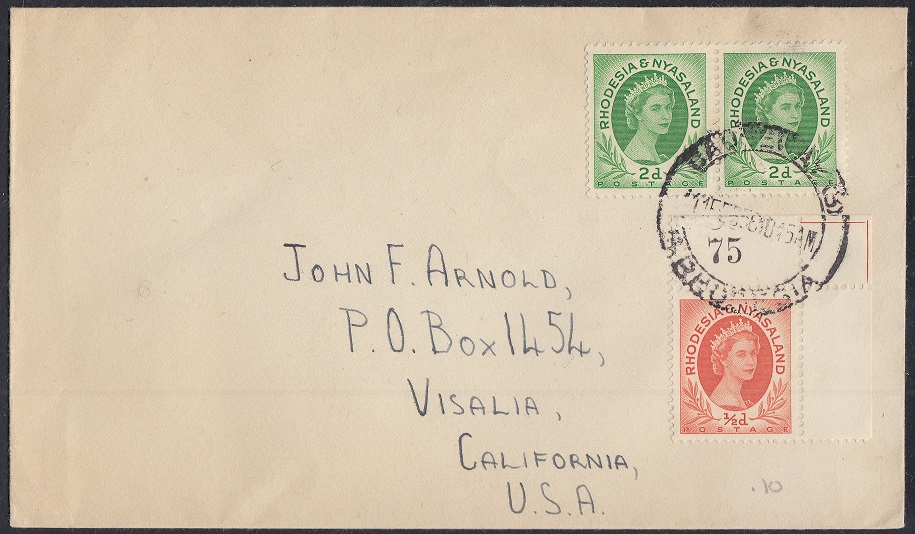 RHODESIA & NYASALAND
2d
POSTAGE
RHODESIA & NYASALAND
2d
POSTAGE
75
RHODESIA & NYASALAND
½d
POSTAGE
JOHN F. ARNOLD,
P.O. BOX 1454,
VISALIA,
CALIFORNIA,
U.S.A.
.10